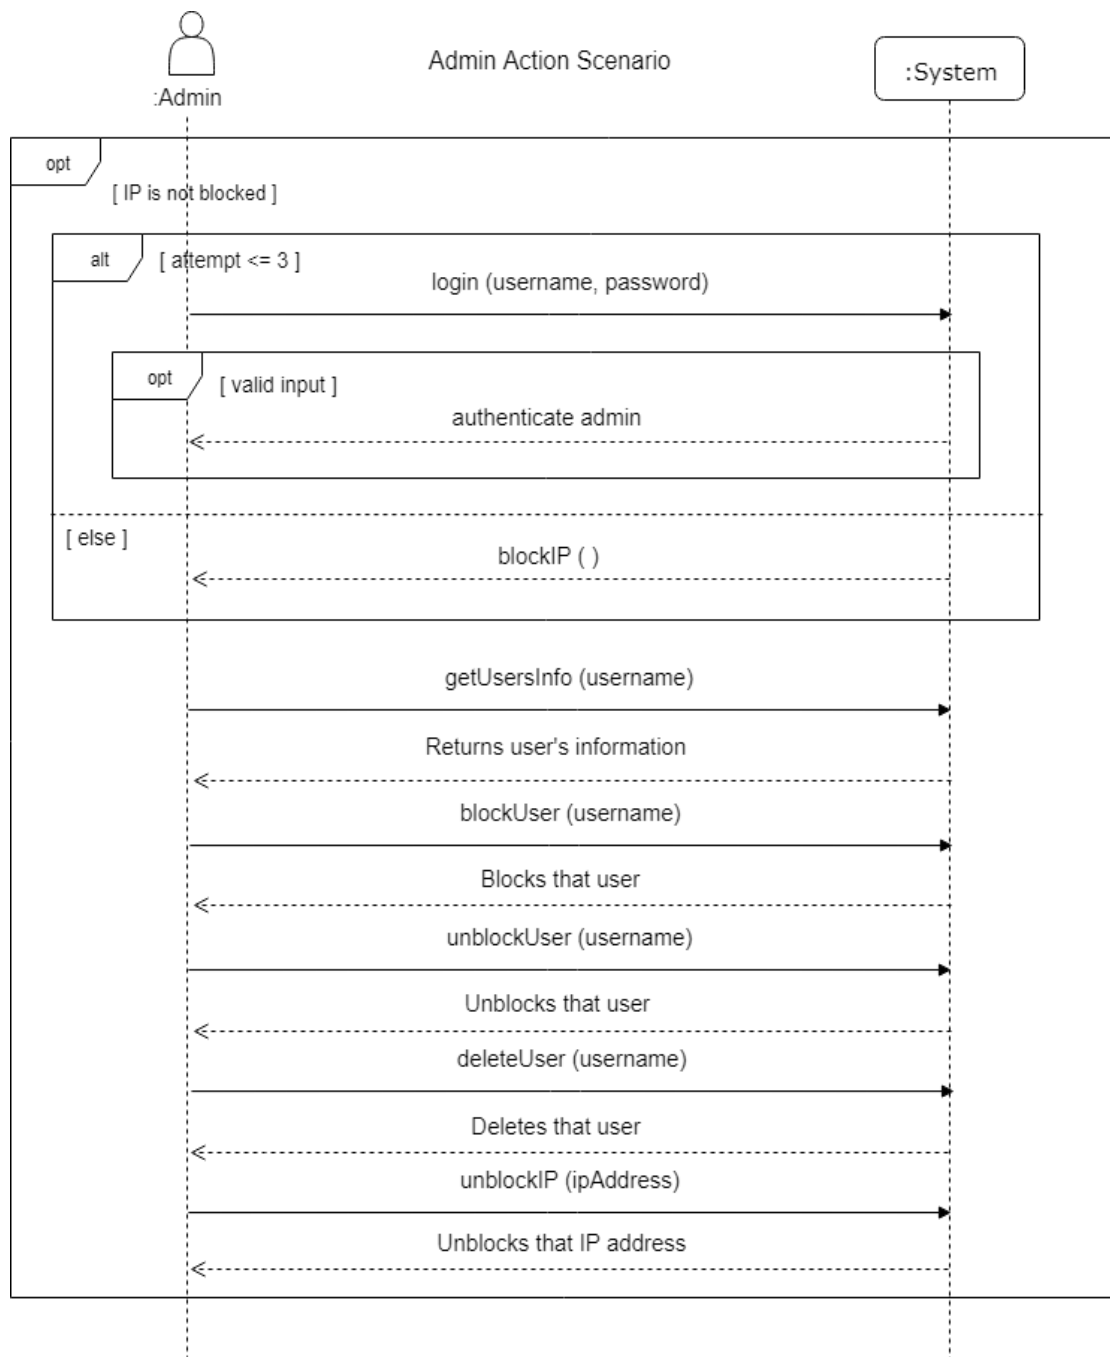 Admin Action Scenario
:Admin
:System
opt
[ IP is not blocked ]
alt
[ attempt <= 3 ]
login (username, password)
opt
[ valid input ]
authenticate admin
[ else ]
blockIP ( )
getUsersInfo (username)
Returns user's information
blockUser (username)
Blocks that user
unblockUser (username)
Unblocks that user
deleteUser (username)
Deletes that user
unblockIP (ipAddress)
Unblocks that IP address